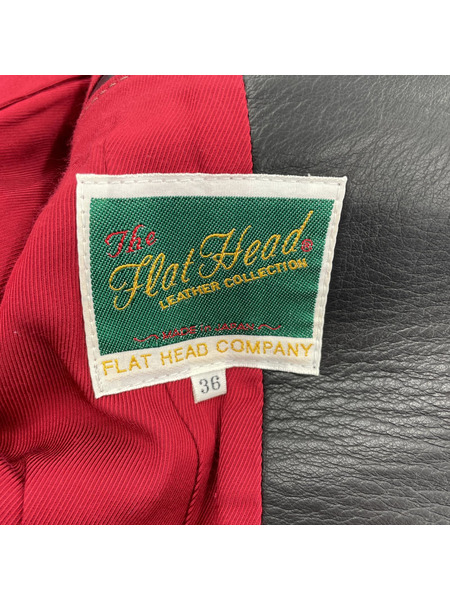 The
Flat Head®
LEATHER COLLECTION
MADE IN JAPAN
FLAT HEAD COMPANY
36